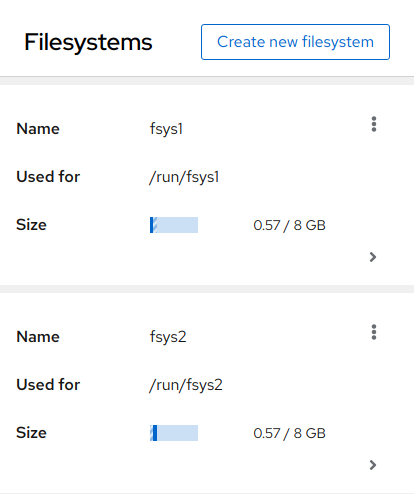 Filesystems
Create new filesystem
Name fsys1
Used for /run/fsys1
Size 0.57 / 8 GB
Name fsys2
Used for /run/fsys2
Size 0.57 / 8 GB